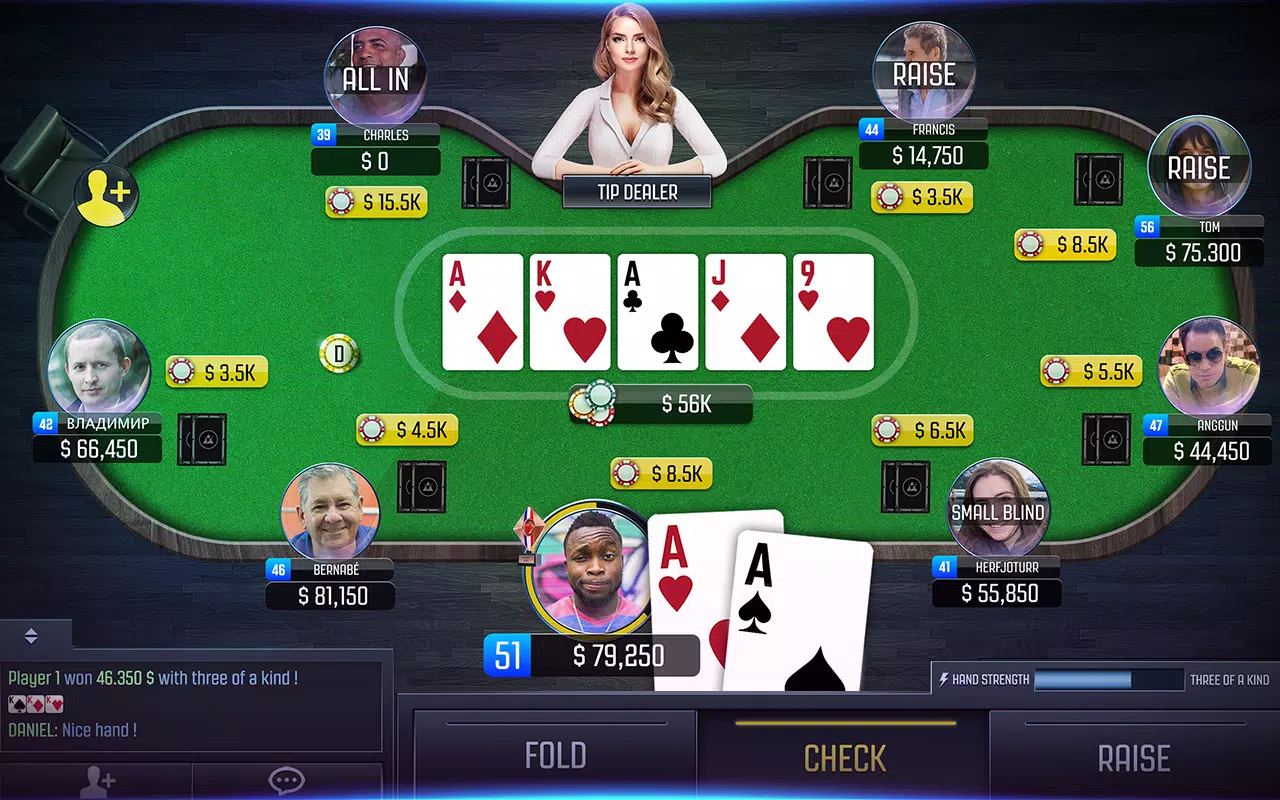 ALL IN
39 CHARLES
$ 0
$ 15.5K
TIP DEALER
RAISE
44 FRANCIS
$ 14,750
$ 3.5K
RAISE
56 TOM
$ 75.300
$ 8.5K
A K A J 9
D
$ 56K
$ 3.5K
42 ВЛАДИМИР
$ 66,450
$ 4.5K
46 BERNABÉ
$ 81,150
$ 8.5K
A A
51 $ 79,250
$ 5.5K
47 ANGGUN
$ 44,450
$ 6.5K
SMALL BLIND
41 HERFJOTURR
$ 55,850
Player 1 won 46.350 $ with three of a kind !
K K K
DANIEL: Nice hand !
HAND STRENGTH THREE OF A KIND
FOLD CHECK RAISE